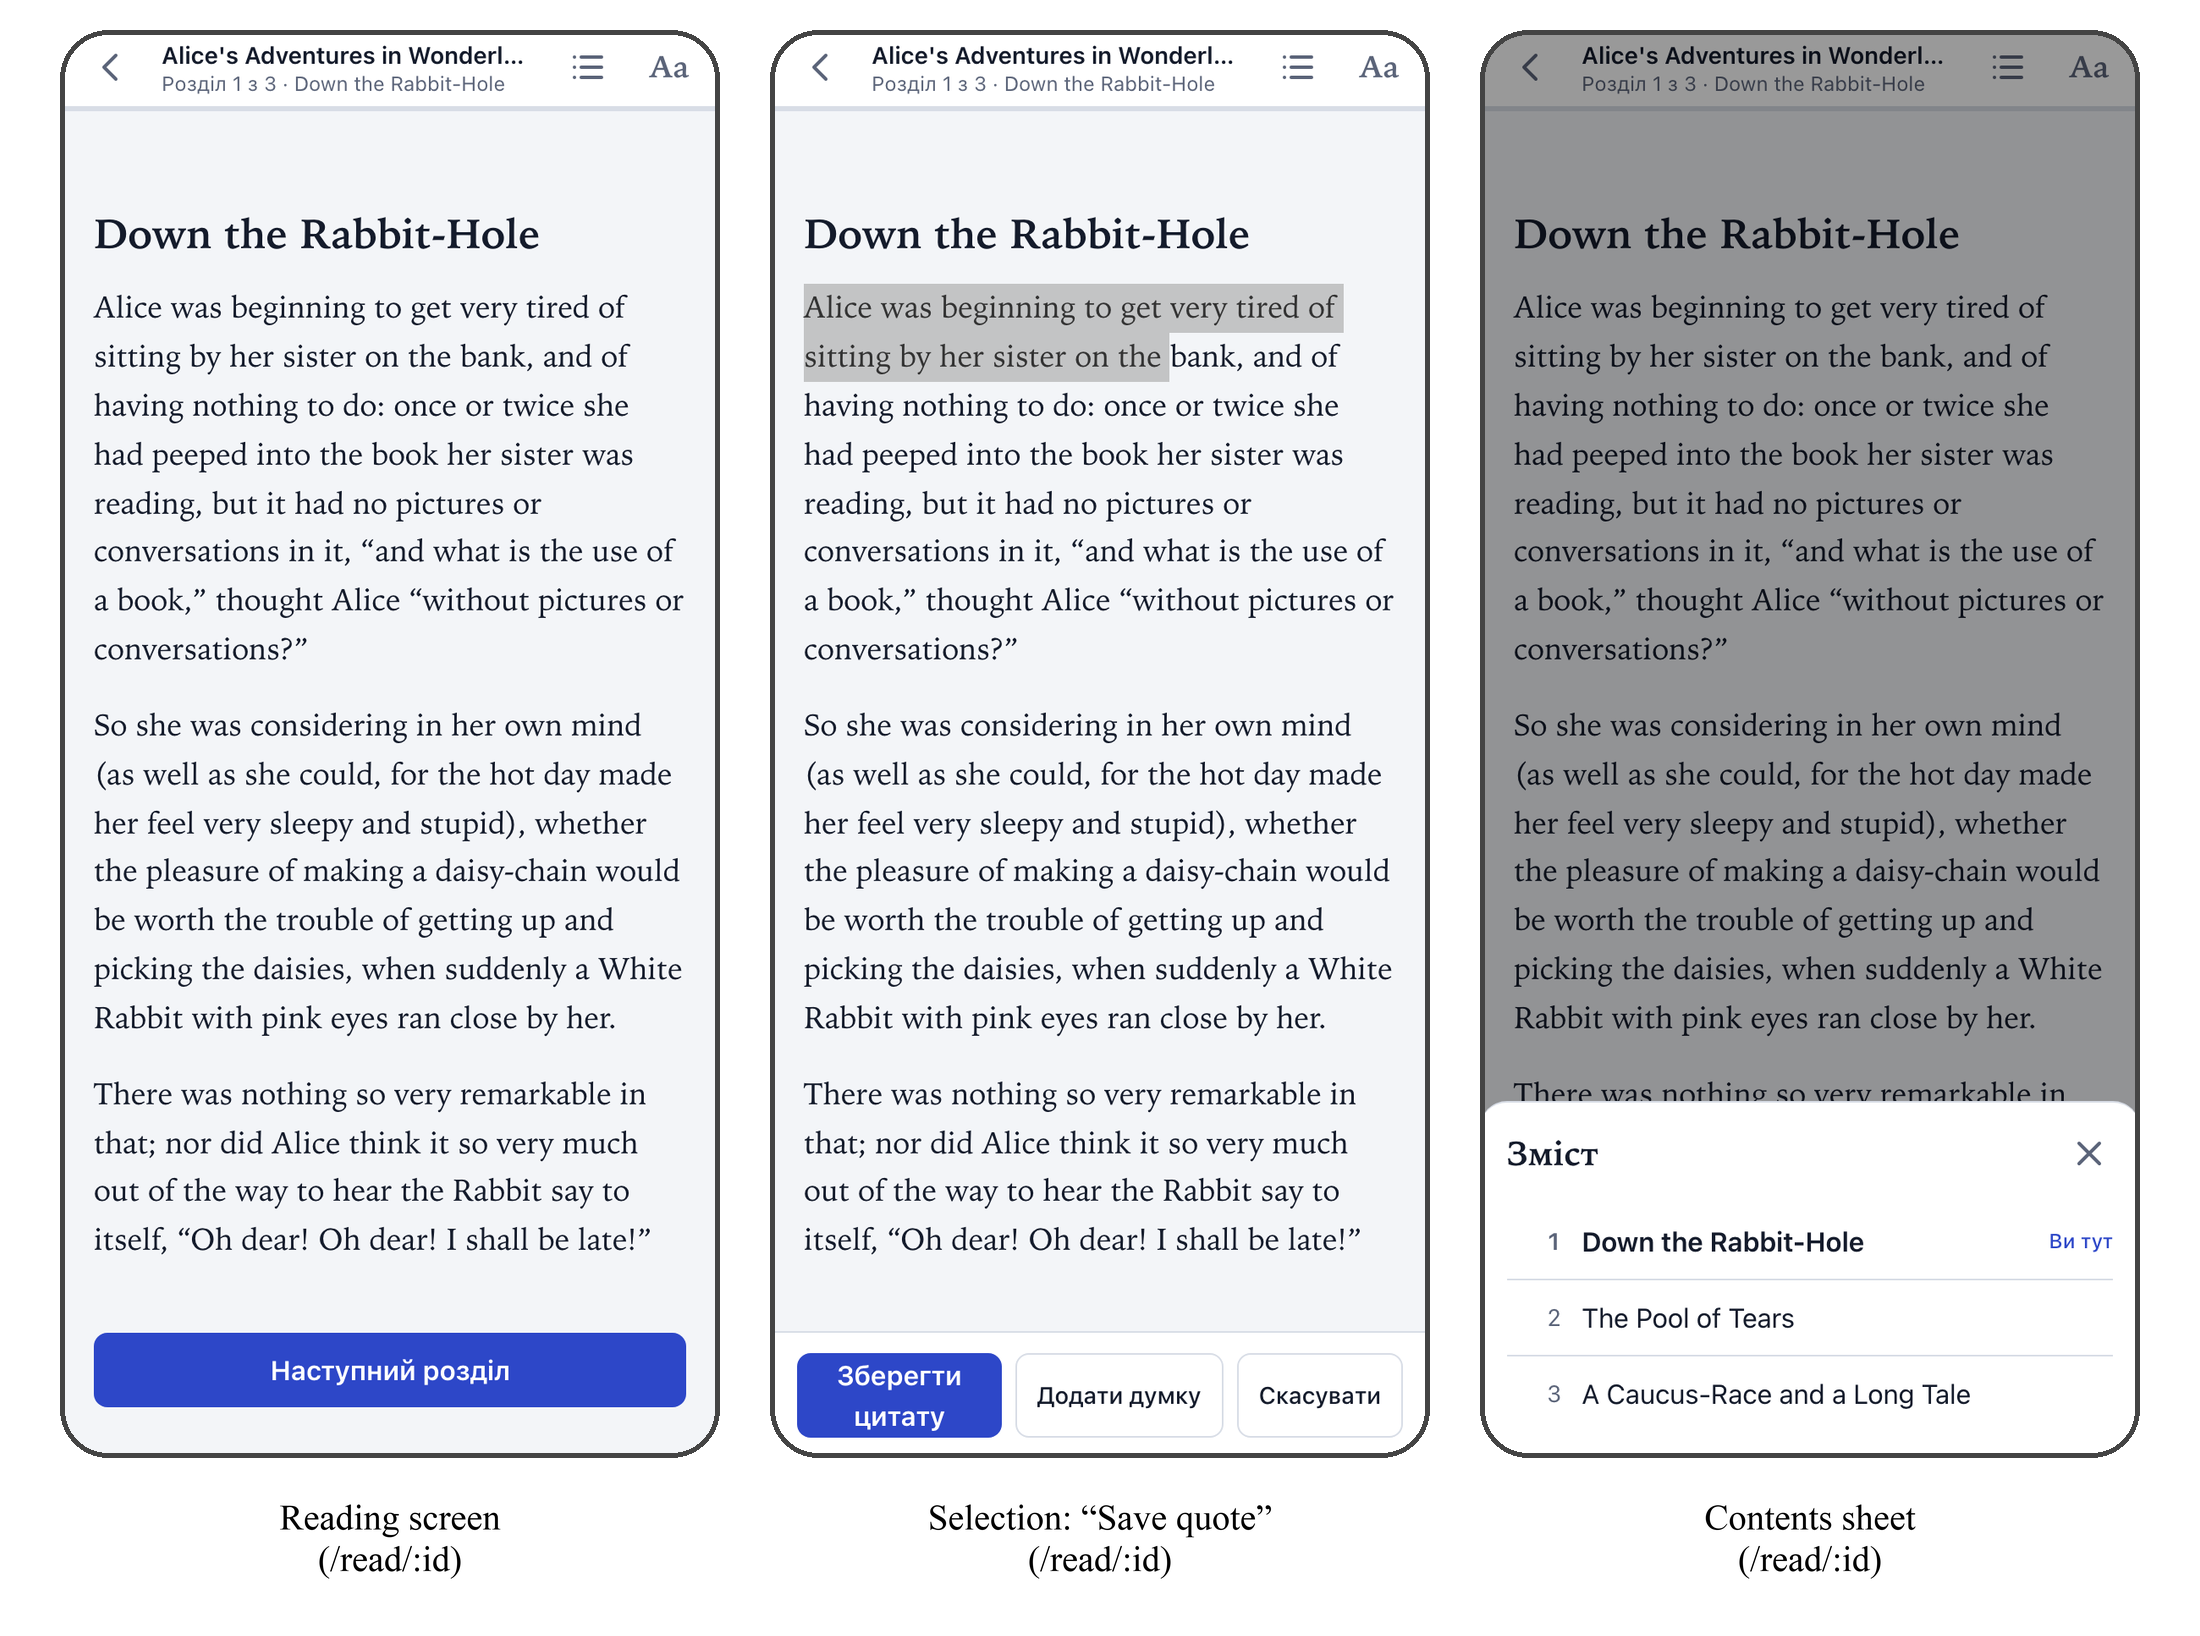 Alice's Adventures in Wonderl...
Розділ 1 з 3 · Down the Rabbit-Hole
Aa
Down the Rabbit-Hole
Alice was beginning to get very tired of
sitting by her sister on the bank, and of
having nothing to do: once or twice she
had peeped into the book her sister was
reading, but it had no pictures or
conversations in it, “and what is the use of
a book,” thought Alice “without pictures or
conversations?”
So she was considering in her own mind
(as well as she could, for the hot day made
her feel very sleepy and stupid), whether
the pleasure of making a daisy-chain would
be worth the trouble of getting up and
picking the daisies, when suddenly a White
Rabbit with pink eyes ran close by her.
There was nothing so very remarkable in
that; nor did Alice think it so very much
out of the way to hear the Rabbit say to
itself, “Oh dear! Oh dear! I shall be late!”
Наступний розділ
Reading screen
(/read/:id)
Alice's Adventures in Wonderl...
Розділ 1 з 3 · Down the Rabbit-Hole
Aa
Down the Rabbit-Hole
Alice was beginning to get very tired of
sitting by her sister on the bank, and of
having nothing to do: once or twice she
had peeped into the book her sister was
reading, but it had no pictures or
conversations in it, “and what is the use of
a book,” thought Alice “without pictures or
conversations?”
So she was considering in her own mind
(as well as she could, for the hot day made
her feel very sleepy and stupid), whether
the pleasure of making a daisy-chain would
be worth the trouble of getting up and
picking the daisies, when suddenly a White
Rabbit with pink eyes ran close by her.
There was nothing so very remarkable in
that; nor did Alice think it so very much
out of the way to hear the Rabbit say to
itself, “Oh dear! Oh dear! I shall be late!”
Зберегти
цитату
Додати думку
Скасувати
Selection: “Save quote”
(/read/:id)
Alice's Adventures in Wonderl...
Розділ 1 з 3 · Down the Rabbit-Hole
Aa
Down the Rabbit-Hole
Alice was beginning to get very tired of
sitting by her sister on the bank, and of
having nothing to do: once or twice she
had peeped into the book her sister was
reading, but it had no pictures or
conversations in it, “and what is the use of
a book,” thought Alice “without pictures or
conversations?”
So she was considering in her own mind
(as well as she could, for the hot day made
her feel very sleepy and stupid), whether
the pleasure of making a daisy-chain would
be worth the trouble of getting up and
picking the daisies, when suddenly a White
Rabbit with pink eyes ran close by her.
There was nothing so very remarkable in
Зміст
1 Down the Rabbit-Hole Ви тут
2 The Pool of Tears
3 A Caucus-Race and a Long Tale
Contents sheet
(/read/:id)